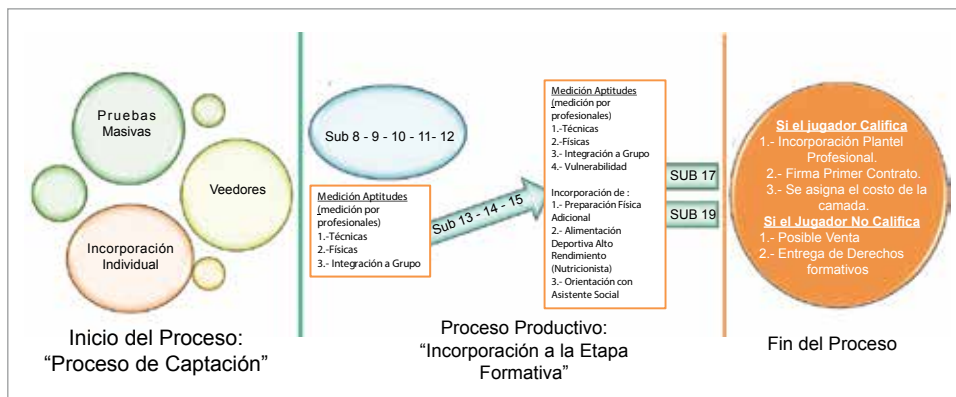 Pruebas
Masivas
Veedores
Incorporación
Individual
Inicio del Proceso:
“Proceso de Captación”
Sub 8 - 9 - 10 - 11- 12
Medición Aptitudes
(medición por
profesionales)
1.-Técnicas
2.-Físicas
3.- Integración a Grupo
Sub 13 - 14 - 15
Medición Aptitudes
(medición por
profesionales)
1.-Técnicas
2.-Físicas
3.- Integración a Grupo
4.- Vulnerabilidad
Incorporación de :
1.- Preparación Física
Adicional
2.- Alimentación
Deportiva Alto
Rendimiento
(Nutricionista)
3.- Orientación con
Asistente Social
SUB 17
SUB 19
Proceso Productivo:
“Incorporación a la Etapa
Formativa”
Si el jugador Califica
1.- Incorporación Plantel
Profesional.
2.- Firma Primer Contrato.
3.- Se asigna el costo de la
camada.
Si el Jugador No Califica
1.- Posible Venta
2.- Entrega de Derechos
formativos
Fin del Proceso